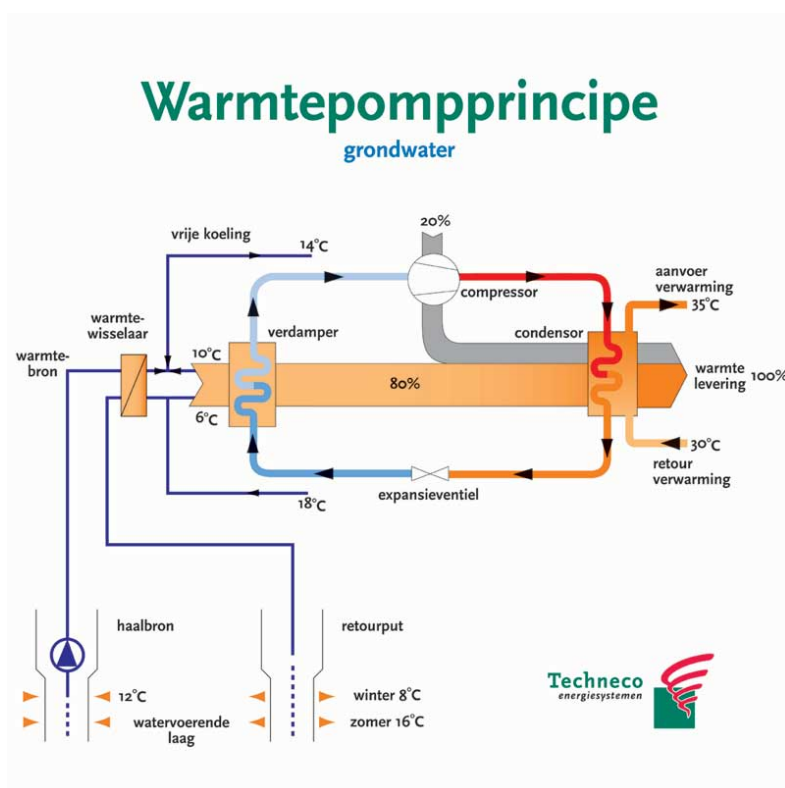 Warmtepompprincipe
grondwater
20%
vrije koeling
14°C
compressor
aanvoer
verwarming
35°C
warmte-
wisselaar
verdamper
condensor
warmte-
bron
10°C
80%
warmte
levering
100%
6°C
30°C
retour
verwarming
expansieventiel
18°C
haalbron
retourput
12°C
watervoerende
laag
winter 8°C
zomer 16°C
Techneco
energiesystemen